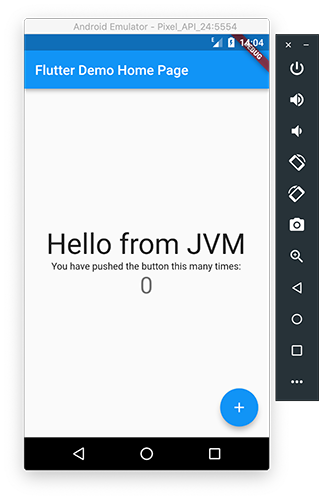 Android Emulator - Pixel_API_24:5554
14:04
DEBUG
Flutter Demo Home Page
Hello from JVM
You have pushed the button this many times:
0